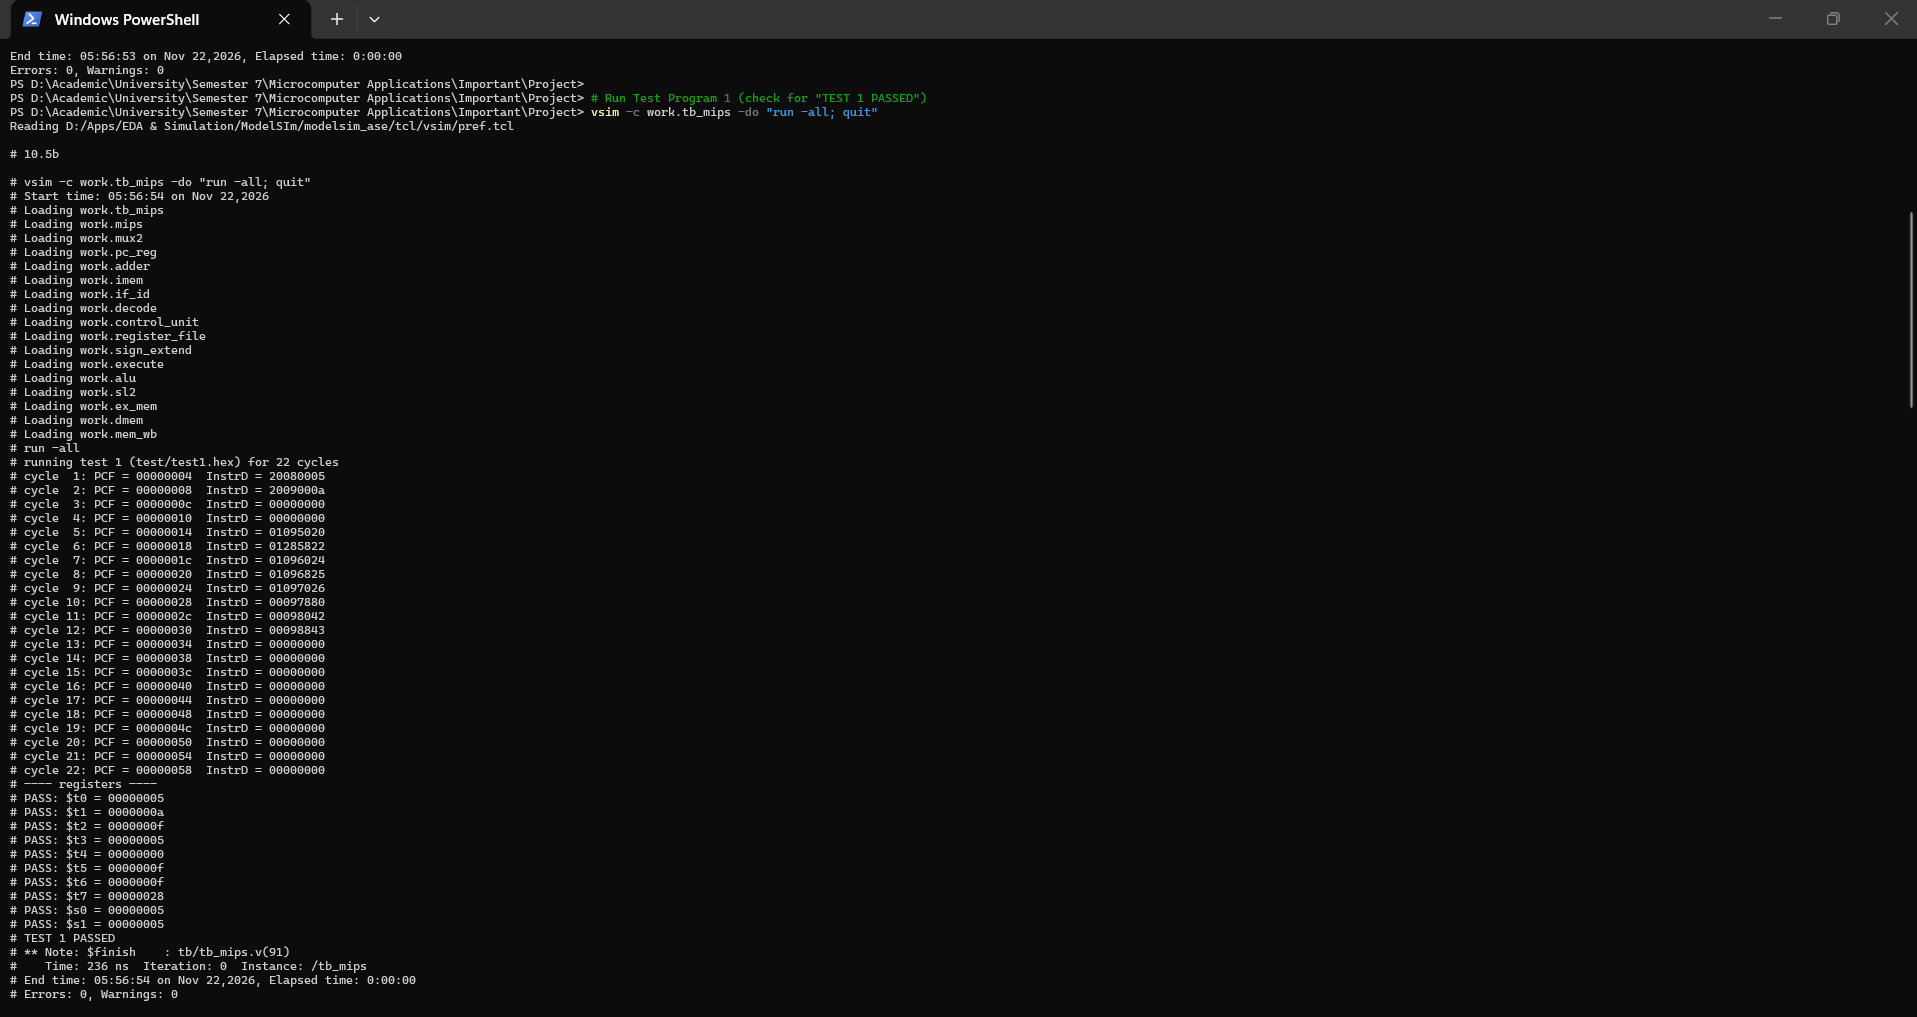 Windows PowerShell
End time: 05:56:53 on Nov 22,2026, Elapsed time: 0:00:00
Errors: 0, Warnings: 0
PS D:\Academic\University\Semester 7\Microcomputer Applications\Important\Project>
PS D:\Academic\University\Semester 7\Microcomputer Applications\Important\Project> # Run Test Program 1 (check for "TEST 1 PASSED")
PS D:\Academic\University\Semester 7\Microcomputer Applications\Important\Project> vsim -c work.tb_mips -do "run -all; quit"
Reading D:/Apps/EDA & Simulation/ModelSIm/modelsim_ase/tcl/vsim/pref.tcl
# 10.5b
# vsim -c work.tb_mips -do "run -all; quit"
# Start time: 05:56:54 on Nov 22,2026
# Loading work.tb_mips
# Loading work.mips
# Loading work.mux2
# Loading work.pc_reg
# Loading work.adder
# Loading work.imem
# Loading work.if_id
# Loading work.decode
# Loading work.control_unit
# Loading work.register_file
# Loading work.sign_extend
# Loading work.execute
# Loading work.alu
# Loading work.sl2
# Loading work.ex_mem
# Loading work.dmem
# Loading work.mem_wb
# run -all
# running test 1 (test/test1.hex) for 22 cycles
# cycle  1: PCF = 00000004  InstrD = 20080005
# cycle  2: PCF = 00000008  InstrD = 2009000a
# cycle  3: PCF = 0000000c  InstrD = 00000000
# cycle  4: PCF = 00000010  InstrD = 00000000
# cycle  5: PCF = 00000014  InstrD = 01095020
# cycle  6: PCF = 00000018  InstrD = 01285822
# cycle  7: PCF = 0000001c  InstrD = 01096024
# cycle  8: PCF = 00000020  InstrD = 01096825
# cycle  9: PCF = 00000024  InstrD = 01097026
# cycle 10: PCF = 00000028  InstrD = 00097880
# cycle 11: PCF = 0000002c  InstrD = 00098042
# cycle 12: PCF = 00000030  InstrD = 00098843
# cycle 13: PCF = 00000034  InstrD = 00000000
# cycle 14: PCF = 00000038  InstrD = 00000000
# cycle 15: PCF = 0000003c  InstrD = 00000000
# cycle 16: PCF = 00000040  InstrD = 00000000
# cycle 17: PCF = 00000044  InstrD = 00000000
# cycle 18: PCF = 00000048  InstrD = 00000000
# cycle 19: PCF = 0000004c  InstrD = 00000000
# cycle 20: PCF = 00000050  InstrD = 00000000
# cycle 21: PCF = 00000054  InstrD = 00000000
# cycle 22: PCF = 00000058  InstrD = 00000000
# ---- registers ----
# PASS: $t0 = 00000005
# PASS: $t1 = 0000000a
# PASS: $t2 = 0000000f
# PASS: $t3 = 00000005
# PASS: $t4 = 00000000
# PASS: $t5 = 0000000f
# PASS: $t6 = 0000000f
# PASS: $t7 = 00000028
# PASS: $s0 = 00000005
# PASS: $s1 = 00000005
# TEST 1 PASSED
# ** Note: $finish    : tb/tb_mips.v(91)
#    Time: 236 ns  Iteration: 0  Instance: /tb_mips
# End time: 05:56:54 on Nov 22,2026, Elapsed time: 0:00:00
# Errors: 0, Warnings: 0